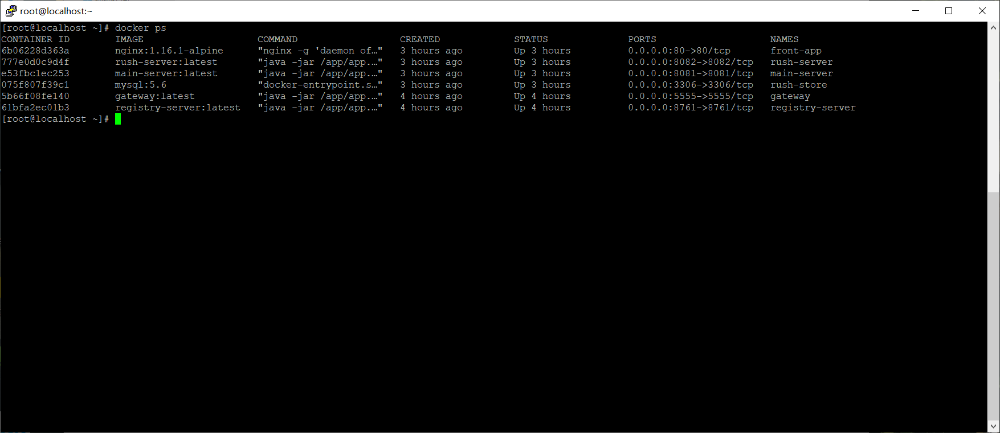 root@localhost:~
[root@localhost ~]# docker ps
CONTAINER ID        IMAGE                    COMMAND                  CREATED             STATUS              PORTS                    NAMES
6b06228d363a        nginx:1.16.1-alpine      "nginx -g 'daemon of…"   3 hours ago         Up 3 hours          0.0.0.0:80->80/tcp       front-app
777e0d0c9d4f        rush-server:latest       "java -jar /app/app.…"   3 hours ago         Up 3 hours          0.0.0.0:8082->8082/tcp   rush-server
e53fbc1ec253        main-server:latest       "java -jar /app/app.…"   3 hours ago         Up 3 hours          0.0.0.0:8081->8081/tcp   main-server
075f807f39c1        mysql:5.6                "docker-entrypoint.s…"   3 hours ago         Up 3 hours          0.0.0.0:3306->3306/tcp   rush-store
5b66f08fe140        gateway:latest           "java -jar /app/app.…"   4 hours ago         Up 4 hours          0.0.0.0:5555->5555/tcp   gateway
61bfa2ec01b3        registry-server:latest   "java -jar /app/app.…"   4 hours ago         Up 4 hours          0.0.0.0:8761->8761/tcp   registry-server
[root@localhost ~]#